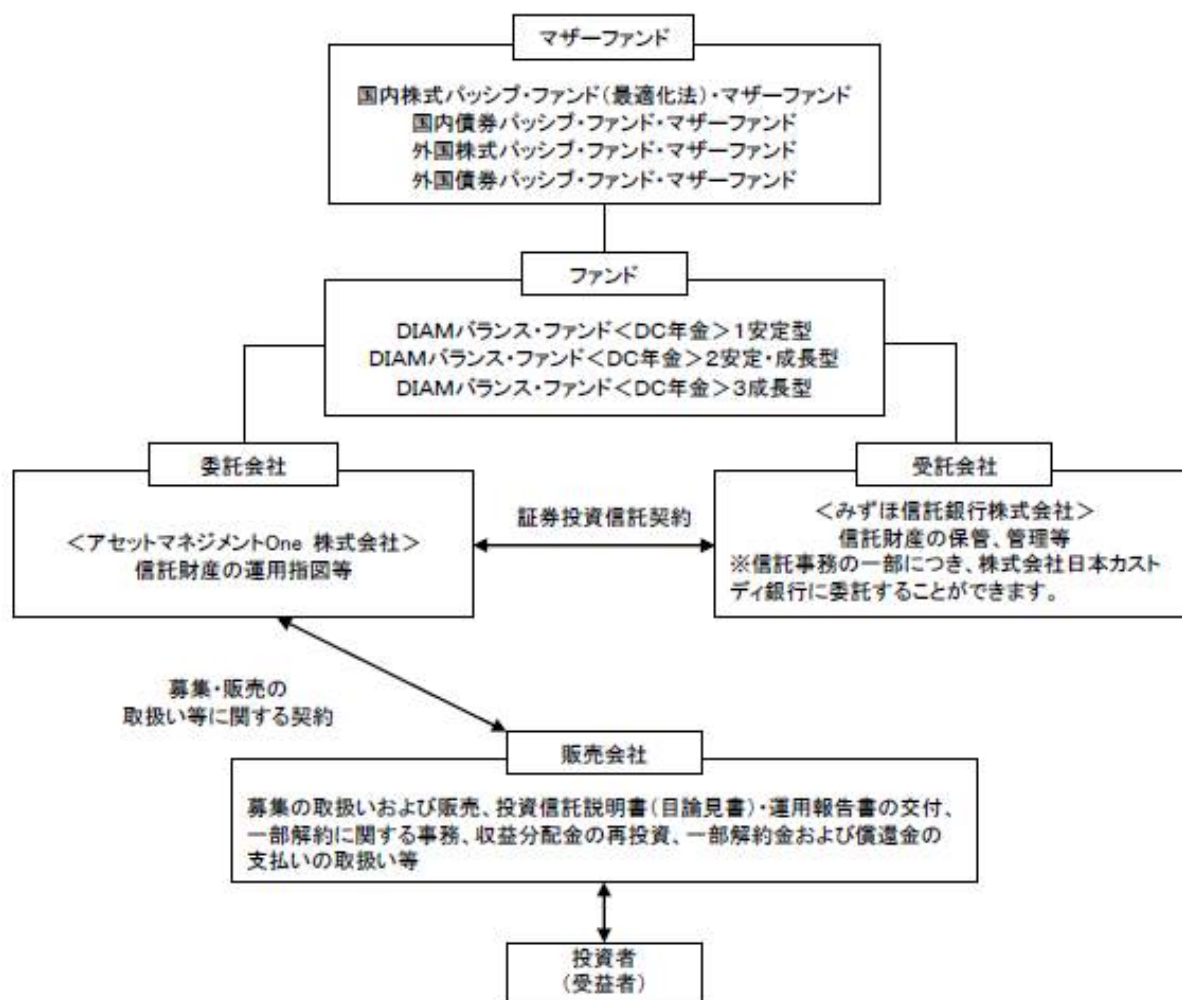 マザーファンド
国内株式パッシブ・ファンド(最適化法)・マザーファンド
国内債券パッシブ・ファンド・マザーファンド
外国株式パッシブ・ファンド・マザーファンド
外国債券パッシブ・ファンド・マザーファンド
ファンド
DIAMバランス・ファンド<DC年金>1安定型
DIAMバランス・ファンド<DC年金>2安定・成長型
DIAMバランス・ファンド<DC年金>3成長型
委託会社
<アセットマネジメントOne 株式会社>
信託財産の運用指図等
証券投資信託契約
受託会社
<みずほ信託銀行株式会社>
信託財産の保管、管理等
※信託事務の一部につき、株式会社日本カスト
ディ銀行に委託することができます。
募集・販売の
取扱い等に関する契約
販売会社
募集の取扱いおよび販売、投資信託説明書(目論見書)・運用報告書の交付、
一部解約に関する事務、収益分配金の再投資、一部解約金および償還金の
支払いの取扱い等
投資者
(受益者)